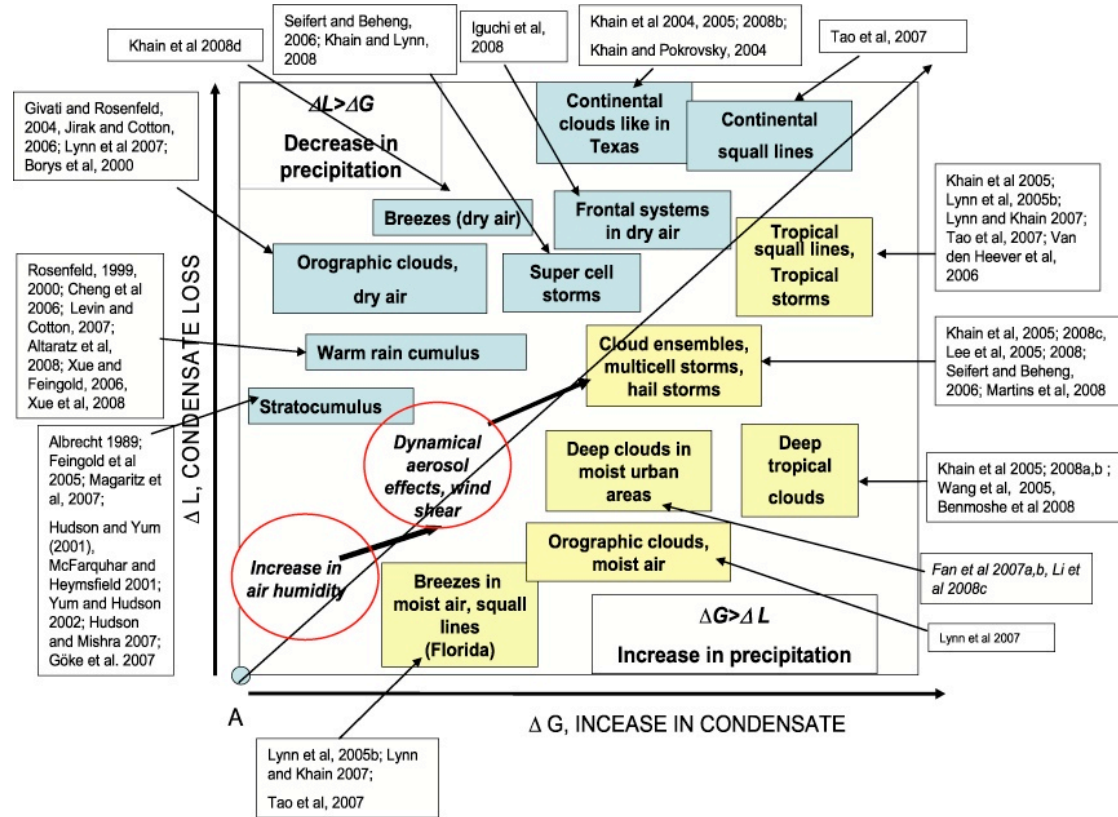 Khain et al 2008d
Seifert and Beheng,
2006; Khain and Lynn,
2008
Iguchi et al,
2008
Khain et al 2004, 2005; 2008b;
Khain and Pokrovsky, 2004
Tao et al, 2007
Givati and Rosenfeld,
2004, Jirak and Cotton,
2006; Lynn et al 2007;
Borys et al, 2000
Rosenfeld, 1999,
2000; Cheng et al
2006; Levin and
Cotton, 2007;
Altaratz et al,
2008; Xue and
Feingold, 2006,
Xue et al, 2008
Albrecht 1989;
Feingold et al
2005; Magaritz et
al, 2007;
Hudson and Yum
(2001),
McFarquhar and
Heymsfield 2001;
Yum and Hudson
2002; Hudson
and Mishra 2007;
Göke et al. 2007
Δ L, CONDENSATE LOSS
ΔL>ΔG
Decrease in
precipitation
Continental
clouds like in
Texas
Continental
squall lines
Breezes (dry air)
Frontal systems
in dry air
Tropical
squall lines,
Tropical
storms
Orographic clouds,
dry air
Super cell
storms
Warm rain cumulus
Cloud ensembles,
multicell storms,
hail storms
Stratocumulus
Dynamical
aerosol
effects, wind
shear
Deep clouds in
moist urban
areas
Deep
tropical
clouds
Increase in
air humidity
Orographic clouds,
moist air
Breezes in
moist air, squall
lines
(Florida)
ΔG>Δ L
Increase in precipitation
Khain et al 2005;
Lynn et al, 2005b;
Lynn and Khain 2007;
Tao et al, 2007; Van
den Heever et al,
2006
Khain et al, 2005; 2008c,
Lee et al, 2005; 2008;
Seifert and Beheng,
2006; Martins et al, 2008
Khain et al 2005; 2008a,b ;
Wang et al, 2005,
Benmoshe et al 2008
Fan et al 2007a,b, Li et
al 2008c
Lynn et al 2007
A
Δ G, INCEASE IN CONDENSATE
Lynn et al, 2005b; Lynn
and Khain 2007;
Tao et al, 2007